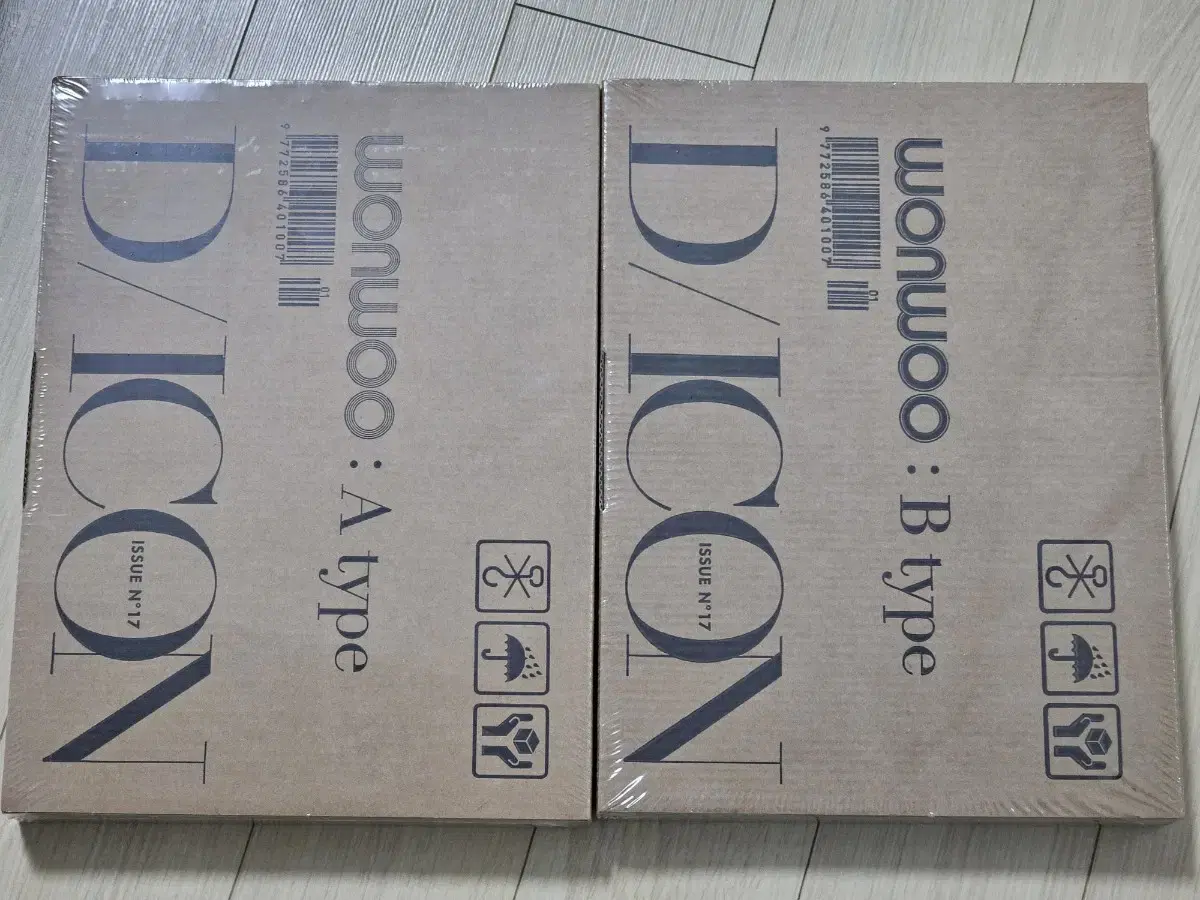 wonwoo : A type
9 772586 401007
01
D/ICON
ISSUE N°17
wonwoo : B type
9 772586 401007
01
D/ICON
ISSUE N°17